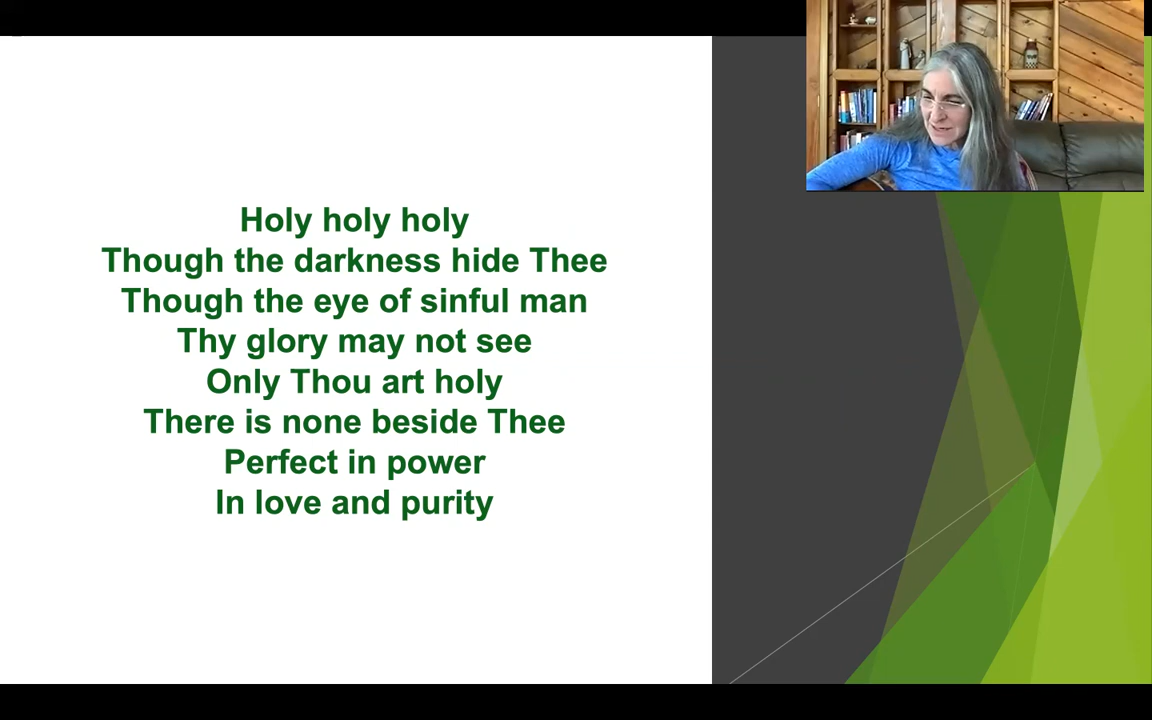 Holy holy holy
Though the darkness hide Thee
Though the eye of sinful man
Thy glory may not see
Only Thou art holy
There is none beside Thee
Perfect in power
In love and purity